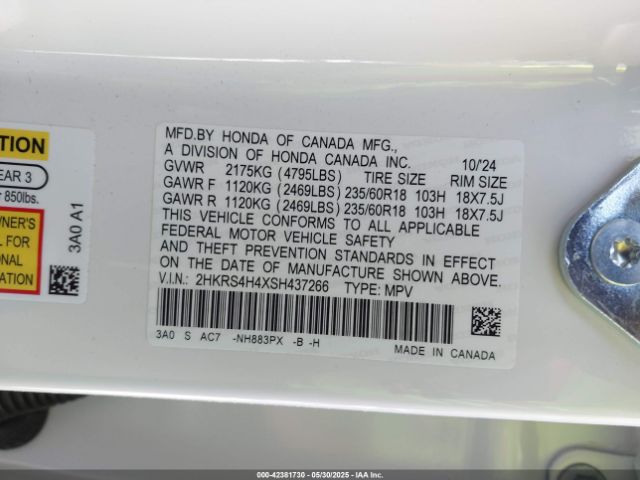 TION
EAR 3
r 850lbs.
WNER'S
L FOR
ONAL
ATION
3A0 A1
MFD.BY HONDA OF CANADA MFG.,
A DIVISION OF HONDA CANADA INC. 10/'24
GVWR 2175KG (4795LBS) TIRE SIZE RIM SIZE
GAWR F 1120KG (2469LBS) 235/60R18 103H 18X7.5J
GAWR R 1120KG (2469LBS) 235/60R18 103H 18X7.5J
THIS VEHICLE CONFORMS TO ALL APPLICABLE
FEDERAL MOTOR VEHICLE SAFETY
AND THEFT PREVENTION STANDARDS IN EFFECT
ON THE DATE OF MANUFACTURE SHOWN ABOVE.
V.I.N.: 2HKRS4H4XSH437266 TYPE: MPV
3A0 S AC7 -NH883PX -B -H MADE IN CANADA
000-42381730 - 05/30/2025 - IAA Inc.